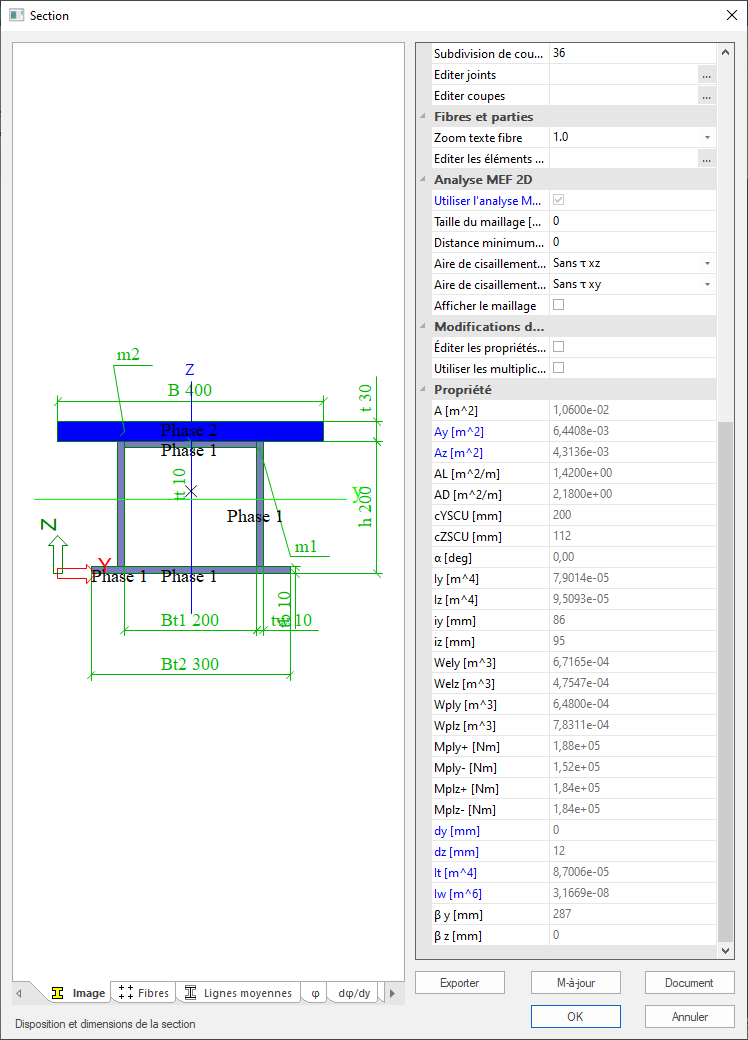 Section
m2
Z
B 400
t 30
Phase 2
Phase 1
tt 10
y
h 200
Phase 1
Z
m1
Y
Phase 1
Phase 1
Bt1 200
Bt2 300
Image
Fibres
Lignes moyennes
φ
dφ/dy
Disposition et dimensions de la section
Subdivision de cou... 36
Editer joints ...
Editer coupes ...
Fibres et parties
Zoom texte fibre 1.0
Editer les éléments ... ...
Analyse MEF 2D
Utiliser l'analyse M...
Taille du maillage [... 0
Distance minimum... 0
Aire de cisaillement... Sans τ xz
Aire de cisaillement... Sans τ xy
Afficher le maillage
Modifications d...
Éditer les propriétés...
Utiliser les multiplic...
Propriété
A [m^2] 1,0600e-02
Ay [m^2] 6,4408e-03
Az [m^2] 4,3136e-03
AL [m^2/m] 1,4200e+00
AD [m^2/m] 2,1800e+00
cYSCU [mm] 200
cZSCU [mm] 112
α [deg] 0,00
Iy [m^4] 7,9014e-05
Iz [m^4] 9,5093e-05
iy [mm] 86
iz [mm] 95
Wely [m^3] 6,7165e-04
Welz [m^3] 4,7547e-04
Wply [m^3] 6,4800e-04
Wplz [m^3] 7,8311e-04
Mply+ [Nm] 1,88e+05
Mply- [Nm] 1,52e+05
Mplz+ [Nm] 1,84e+05
Mplz- [Nm] 1,84e+05
dy [mm] 0
dz [mm] 12
It [m^4] 8,7006e-05
Iw [m^6] 3,1669e-08
β y [mm] 287
β z [mm] 0
Exporter
M-à-jour
Document
OK
Annuler